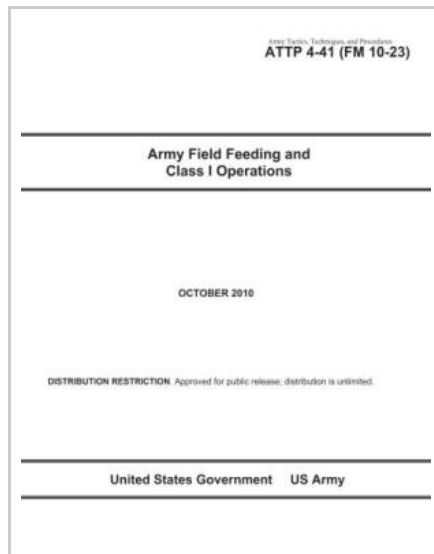 Army Tactics, Techniques, and Procedures
ATTP 4-41 (FM 10-23)
Army Field Feeding and
Class I Operations
OCTOBER 2010
DISTRIBUTION RESTRICTION. Approved for public release; distribution is unlimited.
United States Government US Army